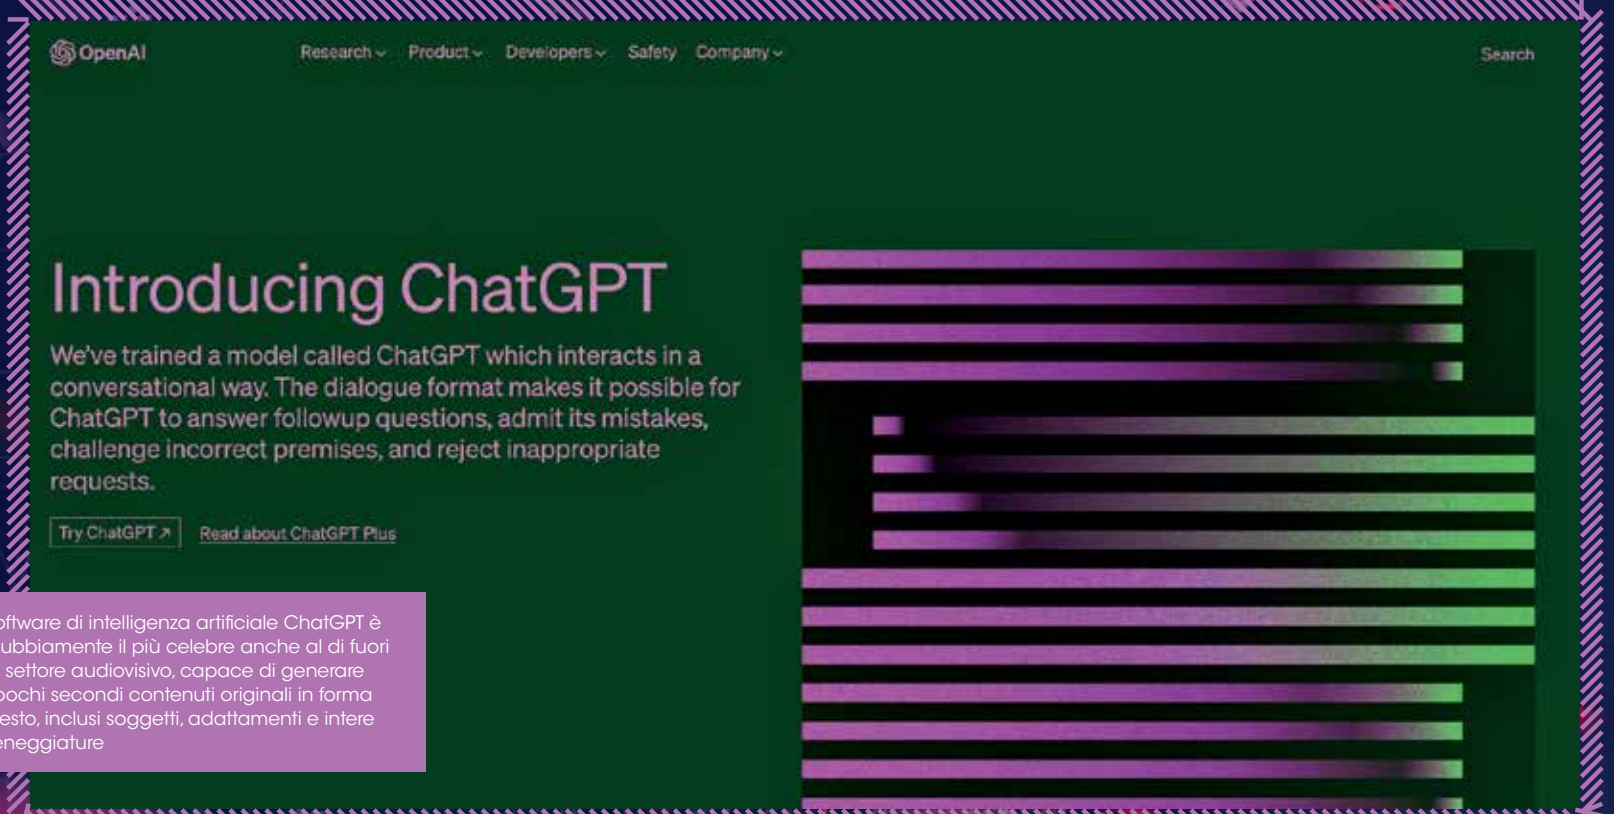 OpenAI
Research Product Developers Safety Company
Search
Introducing ChatGPT
We've trained a model called ChatGPT which interacts in a
conversational way. The dialogue format makes it possible for
ChatGPT to answer followup questions, admit its mistakes,
challenge incorrect premises, and reject inappropriate
requests.
Try ChatGPT ↗
Read about ChatGPT Plus
oftware di intelligenza artificiale ChatGPT è
ubbiamente il più celebre anche al di fuori
settore audiovisivo, capace di generare
pochi secondi contenuti originali in forma
esto, inclusi soggetti, adattamenti e intere
eneggiature